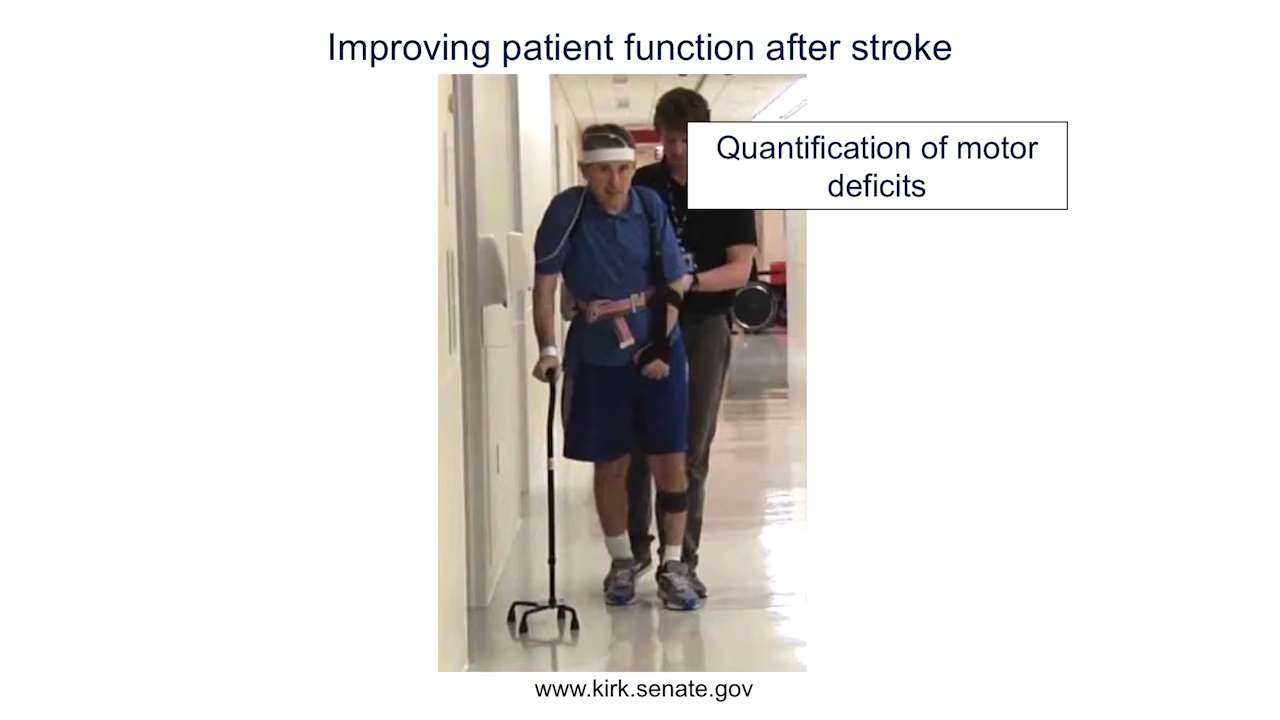 Improving patient function after stroke
Quantification of motor
deficits
www.kirk.senate.gov